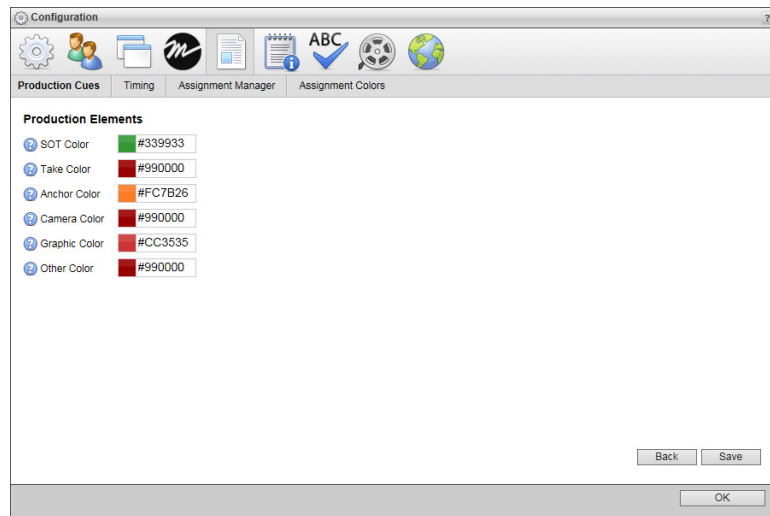 Configuration
?
ABC
Production Cues Timing Assignment Manager Assignment Colors
Production Elements
? SOT Color #339933
? Take Color #990000
? Anchor Color #FC7B26
? Camera Color #990000
? Graphic Color #CC3535
? Other Color #990000
Back Save
OK